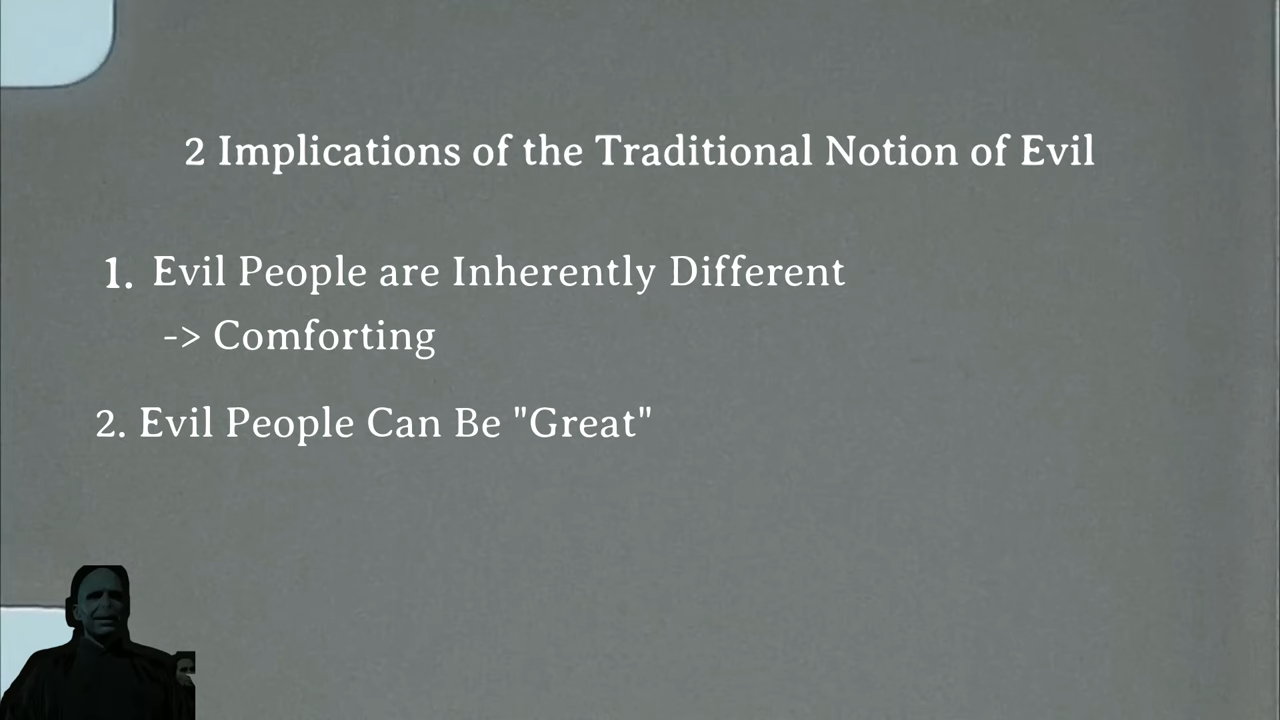 2 Implications of the Traditional Notion of Evil
1. Evil People are Inherently Different
-> Comforting
2. Evil People Can Be "Great"